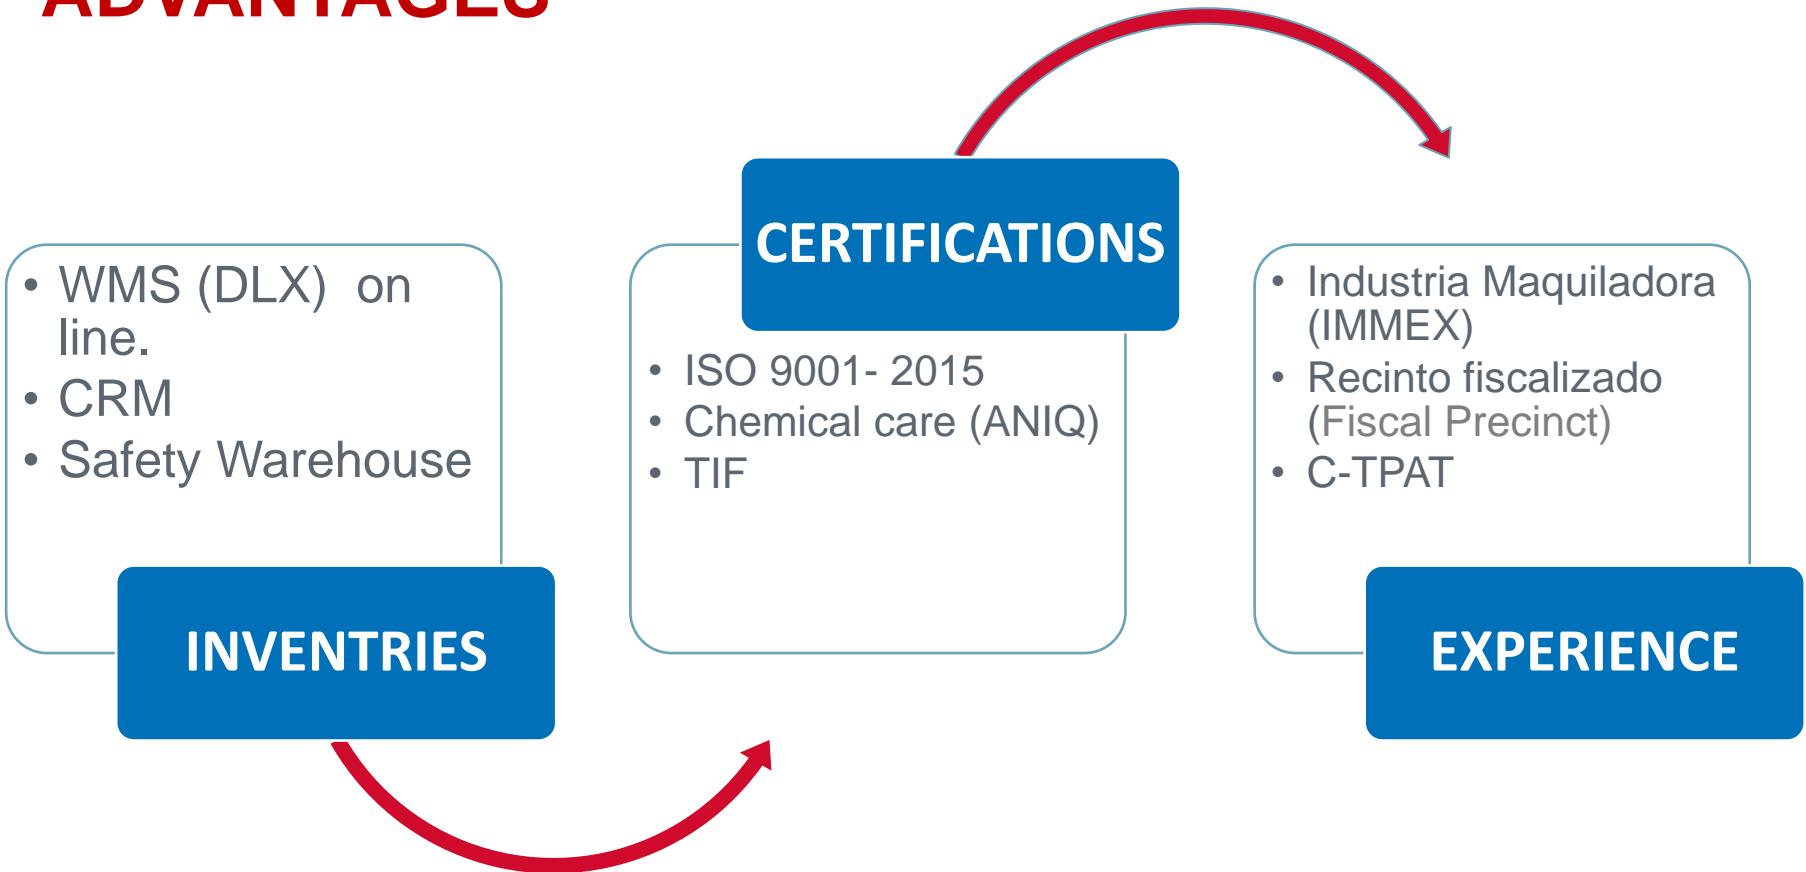 ADVANTAGES
• WMS (DLX)  on
line.
• CRM
• Safety Warehouse
INVENTRIES
CERTIFICATIONS
• ISO 9001- 2015
• Chemical care (ANIQ)
• TIF
• Industria Maquiladora
(IMMEX)
• Recinto fiscalizado
(Fiscal Precinct)
• C-TPAT
EXPERIENCE